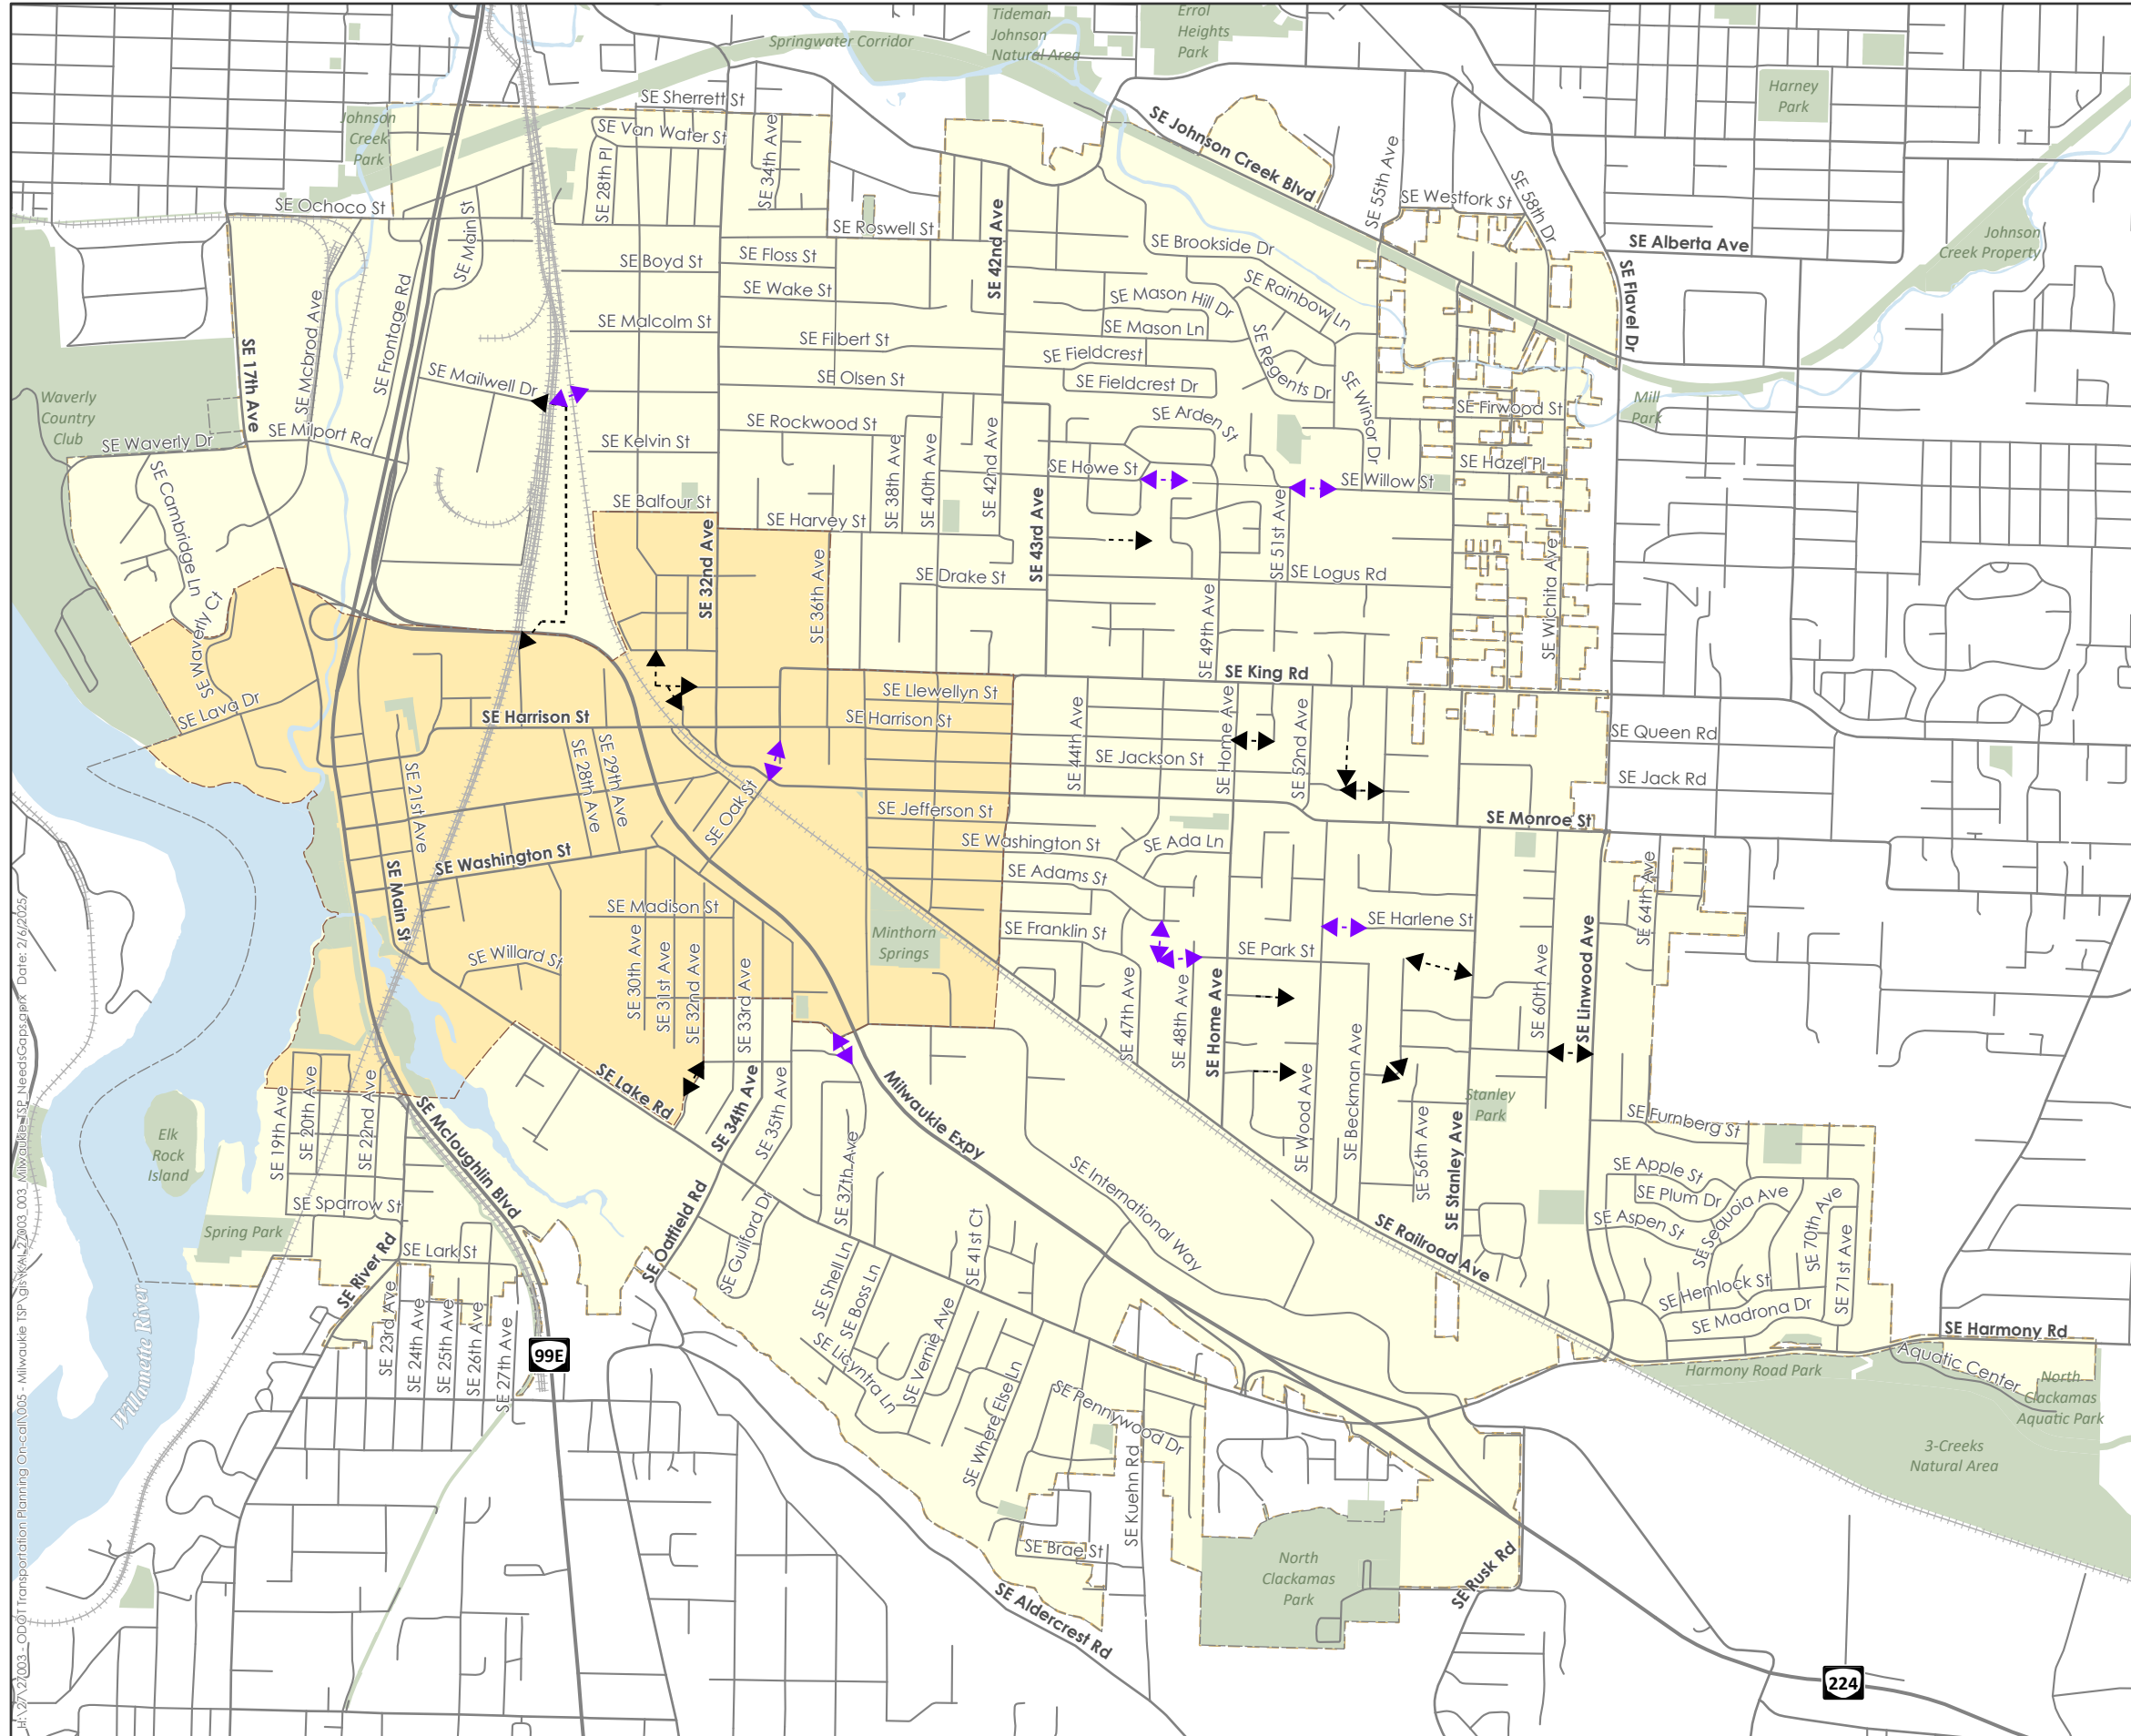 Tideman
Johnson
Natural Area
Errol
Heights
Park
Springwater Corridor
Harney
Park
Johnson
Creek
Park
SE Sherrett St
SE Van Water St
SE 28th Pl
SE 34th Ave
SE Johnson Creek Blvd
SE 55th Ave
SE Westfork St
SE 58th Dr
SE Ochoco St
SE Main St
SE Roswell St
SE 42nd Ave
SE Brookside Dr
SE Alberta Ave
Johnson
Creek Property
SE Boyd St
SE Floss St
SE Flavel Dr
SE Wake St
SE Mason Hill Dr
SE Rainbow Ln
SE Mcbrod Ave
SE Frontage Rd
SE Malcolm St
SE Filbert St
SE Mason Ln
SE 17th Ave
SE Fieldcrest
SE Regents Dr
SE Mailwell Dr
SE Olsen St
SE Fieldcrest Dr
SE Winsor Dr
Waverly
Country
Club
Mill
Park
SE Firwood St
SE Milport Rd
SE Rockwood St
SE Arden St
SE Waverly Dr
SE Kelvin St
SE 38th Ave
SE 40th Ave
SE 42nd Ave
SE Howe St
SE Hazel Pl
SE Willow St
SE Cambridge Ln
SE Balfour St
SE Harvey St
SE 43rd Ave
SE 51st Ave
SE 32nd Ave
SE 36th Ave
SE Drake St
SE Logus Rd
SE Wichita Ave
SE Waverly Ct
SE 49th Ave
SE King Rd
SE Lava Dr
SE Llewellyn St
SE Harrison St
SE Harrison St
SE 44th Ave
SE Home Ave
SE 52nd Ave
SE Queen Rd
SE Jackson St
SE Jack Rd
SE 21st Ave
SE 28th Ave
SE 29th Ave
SE Oak St
SE Jefferson St
SE Monroe St
SE Washington St
SE Washington St
SE Ada Ln
SE Main St
SE Adams St
SE 64th Ave
SE Madison St
SE Franklin St
SE Harlene St
Minthorn
Springs
SE Willard St
SE Park St
SE 30th Ave
SE 31st Ave
SE 32nd Ave
SE 33rd Ave
SE 47th Ave
SE 48th Ave
SE Home Ave
SE 60th Ave
SE Linwood Ave
SE Lake Rd
SE 34th Ave
SE 35th Ave
Milwaukie Expy
SE Wood Ave
SE Beckman Ave
Stanley
Park
SE 19th Ave
SE 20th Ave
SE 22nd Ave
SE Mcloughlin Blvd
Elk
Rock
Island
SE 37th Ave
SE 56th Ave
SE Stanley Ave
SE Furnberg St
SE International Way
SE Apple St
SE Plum Dr
SE Sequoia Ave
SE Aspen St
SE 70th Ave
SE 71st Ave
SE Sparrow St
Spring Park
SE Lark St
SE River Rd
SE Oatfield Rd
SE Guilford Dr
SE 41st Ct
SE Railroad Ave
SE Shell Ln
SE Boss Ln
SE Hemlock St
SE Madrona Dr
SE Harmony Rd
SE 23rd Ave
SE 24th Ave
SE 25th Ave
SE 26th Ave
SE 27th Ave
99E
SE Licyntra Ln
SE Vernie Ave
SE Where Else Ln
SE Pennywood Dr
Harmony Road Park
Aquatic Center
North
Clackamas
Aquatic Park
Willamette River
3-Creeks
Natural Area
SE Kuehn Rd
SE Brae St
North
Clackamas
Park
SE Rusk Rd
SE Aldercrest Rd
224
H:\27\27003 - ODOT Transportation Planning On-call\005 - Milwaukie TSP\gis\KAI_27003_003_Milwaukie_TSP_NeedsGaps.aprx Date: 2/6/2025